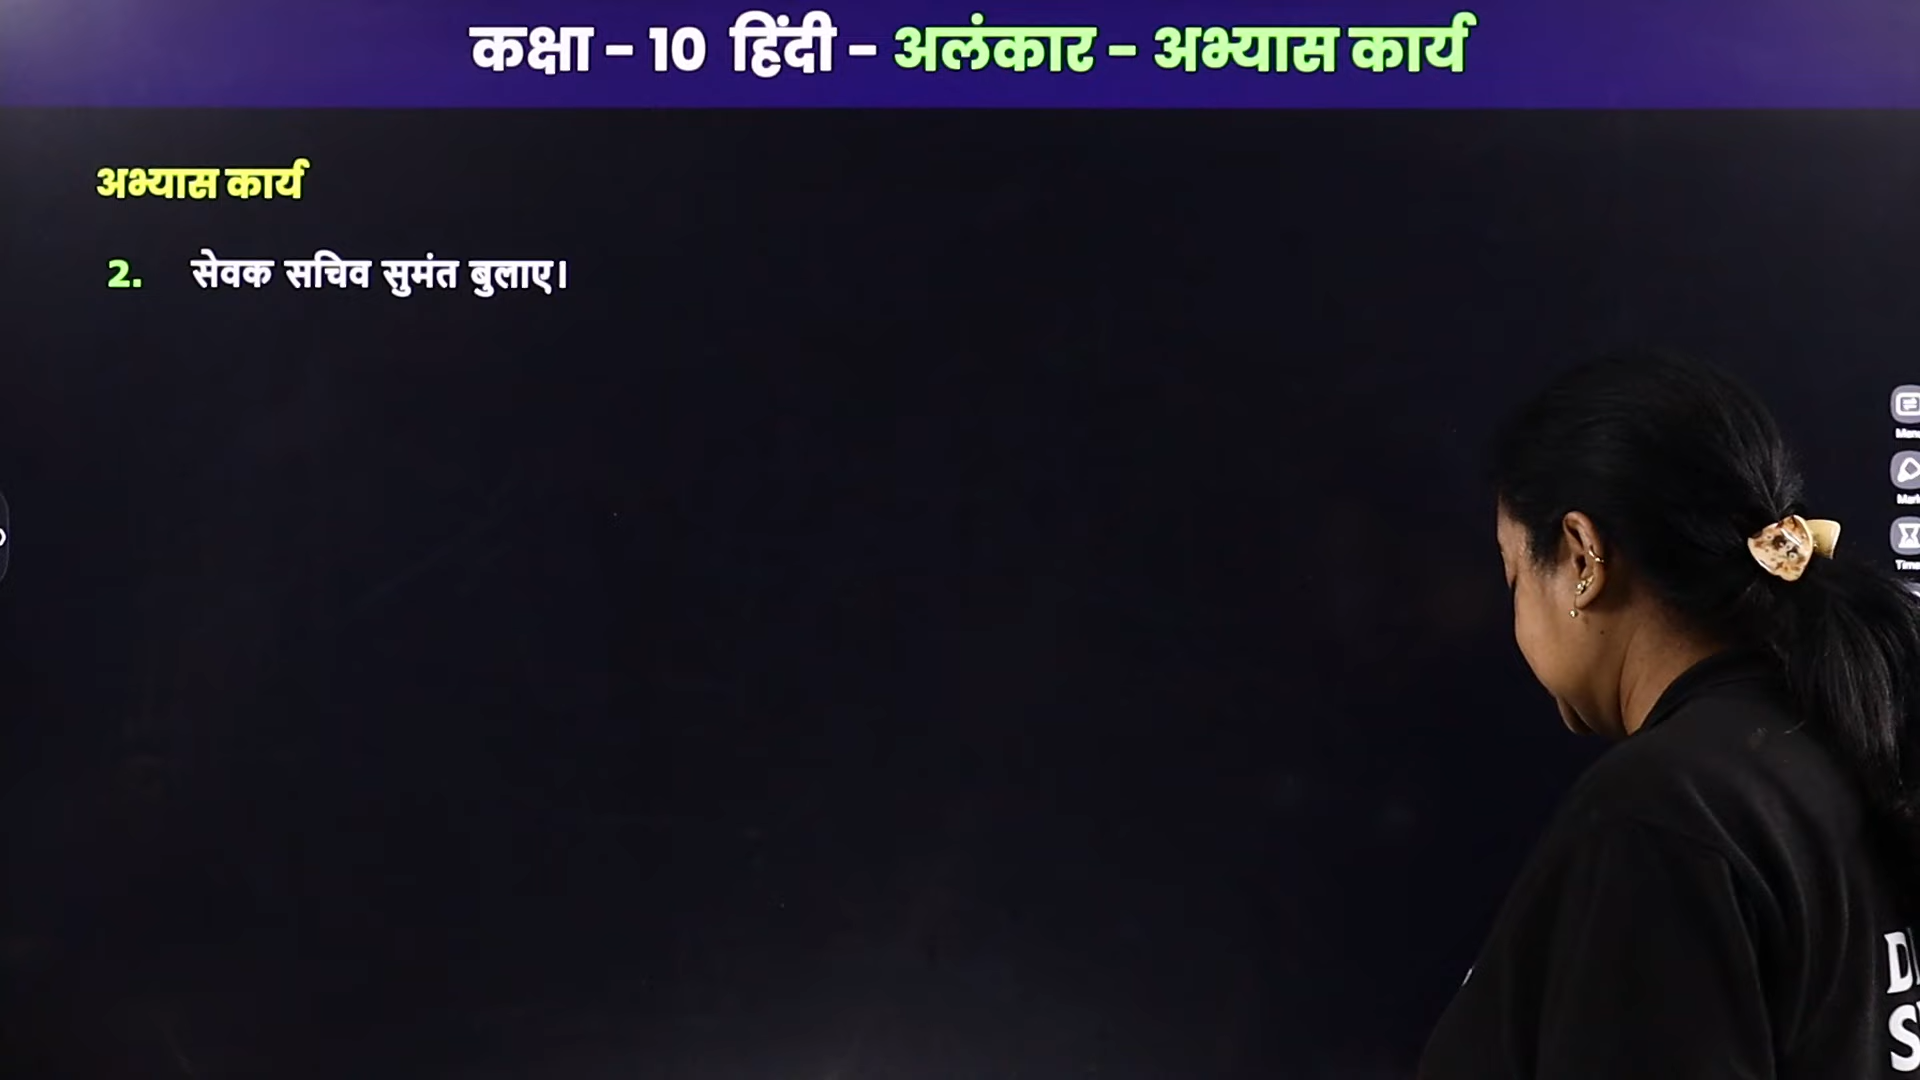 कक्षा – 10 हिंदी – अलंकार – अभ्यास कार्य
अभ्यास कार्य
2. सेवक सचिव सुमंत बुलाए।